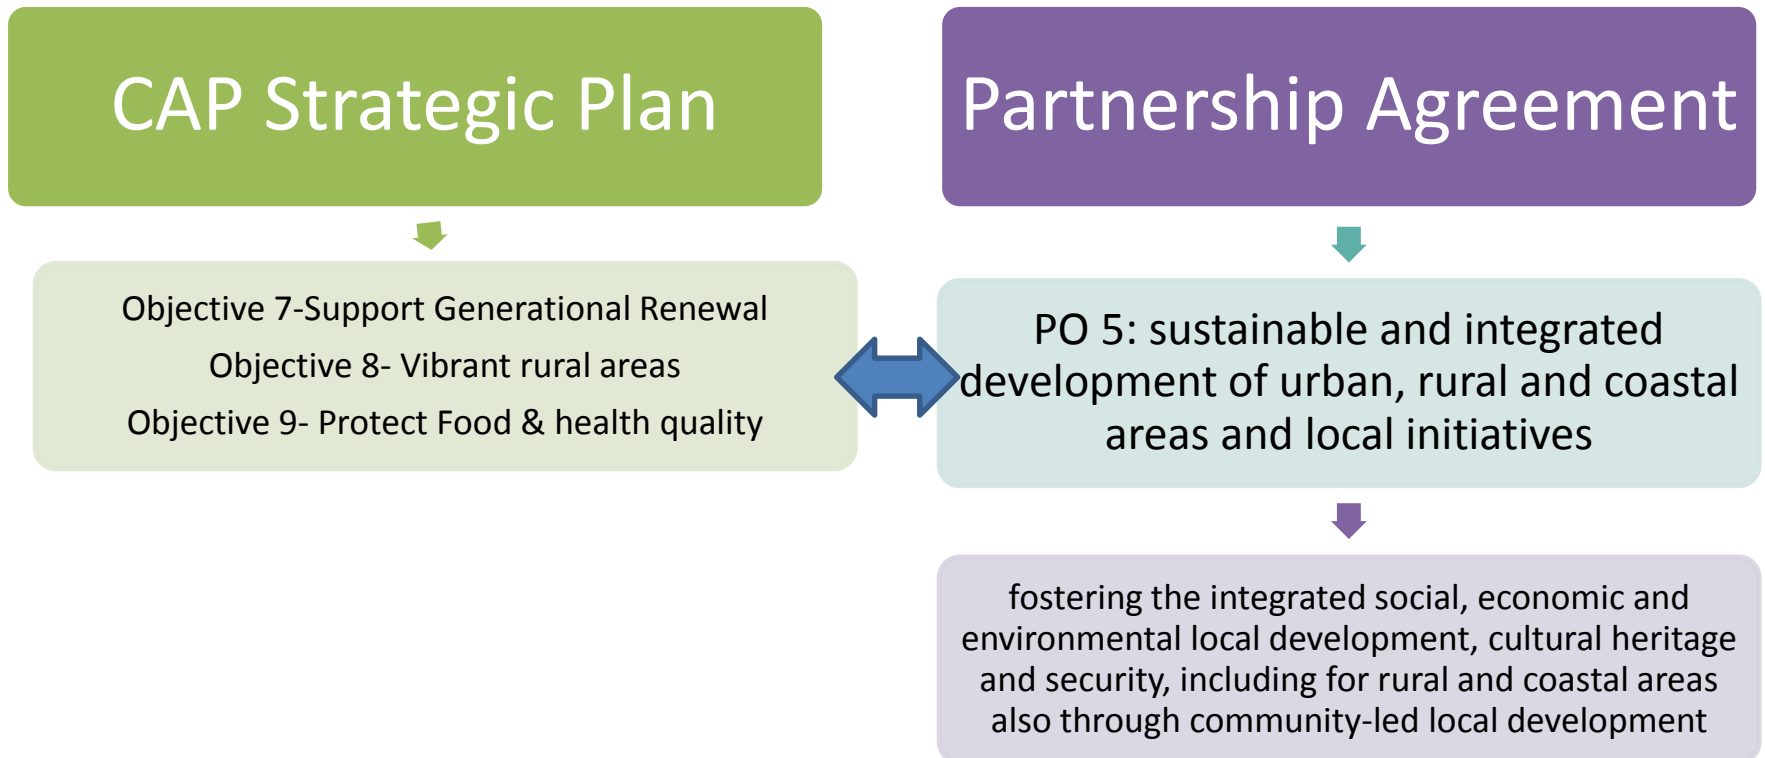 CAP Strategic Plan
Objective 7-Support Generational Renewal
Objective 8- Vibrant rural areas
Objective 9- Protect Food & health quality
Partnership Agreement
PO 5: sustainable and integrated
development of urban, rural and coastal
areas and local initiatives
fostering the integrated social, economic and
environmental local development, cultural heritage
and security, including for rural and coastal areas
also through community-led local development